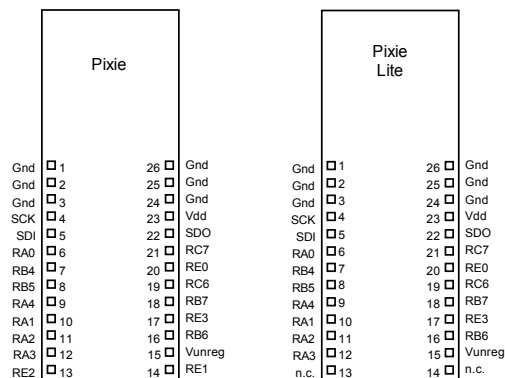 Pixie
Gnd 1 26 Gnd
Gnd 2 25 Gnd
Gnd 3 24 Gnd
SCK 4 23 Vdd
SDI 5 22 SDO
RA0 6 21 RC7
RB4 7 20 RE0
RB5 8 19 RC6
RA4 9 18 RB7
RA1 10 17 RE3
RA2 11 16 RB6
RA3 12 15 Vunreg
RE2 13 14 RE1
Pixie
Lite
Gnd 1 26 Gnd
Gnd 2 25 Gnd
Gnd 3 24 Gnd
SCK 4 23 Vdd
SDI 5 22 SDO
RA0 6 21 RC7
RB4 7 20 RE0
RB5 8 19 RC6
RA4 9 18 RB7
RA1 10 17 RE3
RA2 11 16 RB6
RA3 12 15 Vunreg
n.c. 13 14 n.c.